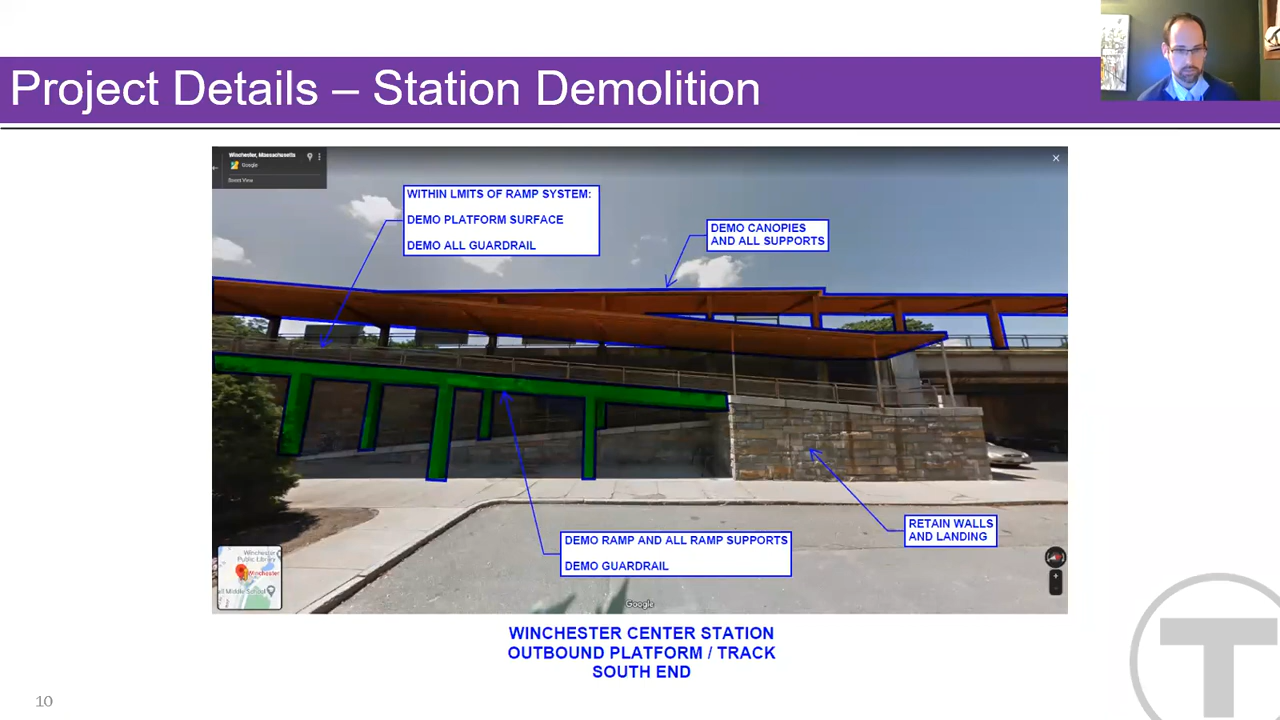 Project Details – Station Demolition
Winchester, Massachusetts
Google
Street View
WITHIN LMITS OF RAMP SYSTEM:
DEMO PLATFORM SURFACE
DEMO ALL GUARDRAIL
DEMO CANOPIES
AND ALL SUPPORTS
RETAIN WALLS
AND LANDING
DEMO RAMP AND ALL RAMP SUPPORTS
DEMO GUARDRAIL
Winchester
Public Library
Winchester
ll Middle School
Google
WINCHESTER CENTER STATION
OUTBOUND PLATFORM / TRACK
SOUTH END
10
T